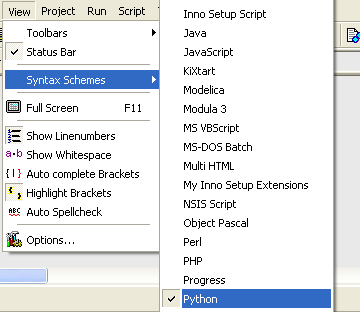 View Project Run Script T
Toolbars
Status Bar
Syntax Schemes
Full Screen F11
Show Linenumbers
a·b Show Whitespace
{ | } Auto complete Brackets
Highlight Brackets
ABC Auto Spellcheck
Options...
Inno Setup Script
Java
JavaScript
KiXtart
Modelica
Modula 3
MS VBScript
MS-DOS Batch
Multi HTML
My Inno Setup Extensions
NSIS Script
Object Pascal
Perl
PHP
Progress
Python